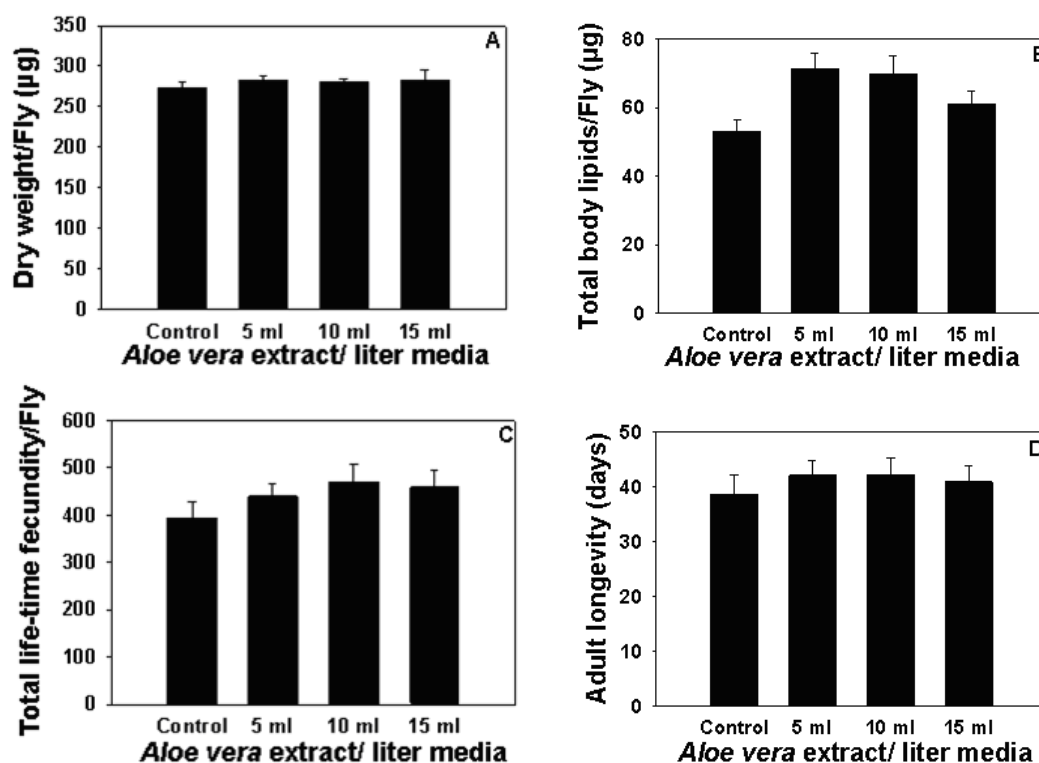 A
Dry weight/Fly (µg)
350
300
250
200
150
100
50
0
Control 5 ml 10 ml 15 ml
Aloe vera extract/ liter media
B
Total body lipids/Fly (µg)
80
60
40
20
0
Control 5 ml 10 ml 15 ml
Aloe vera extract/ liter media
C
Total life-time fecundity/Fly
600
500
400
300
200
100
0
Control 5 ml 10 ml 15 ml
Aloe vera extract/ liter media
D
Adult longevity (days)
50
40
30
20
10
0
Control 5 ml 10 ml 15 ml
Aloe vera extract/ liter media